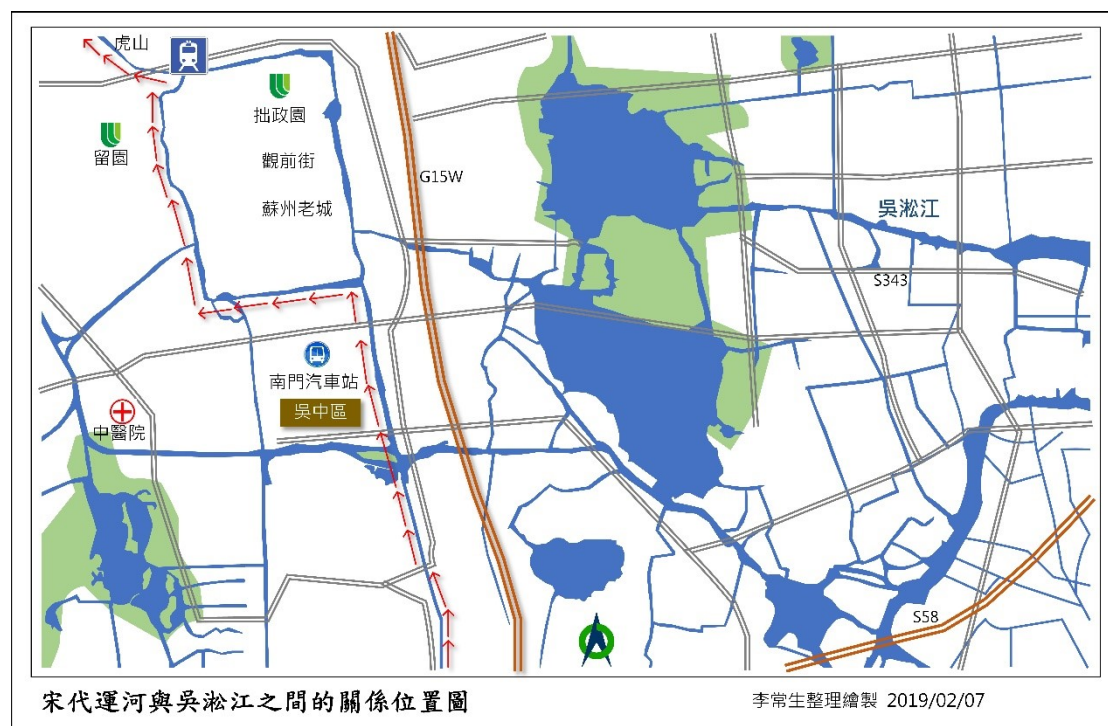 虎山
拙政園
留園
觀前街
G15W
蘇州老城
吳淞江
S343
南門汽車站
吳中區
中醫院
S58
宋代運河與吳淞江之間的關係位置圖
李常生整理繪製 2019/02/07